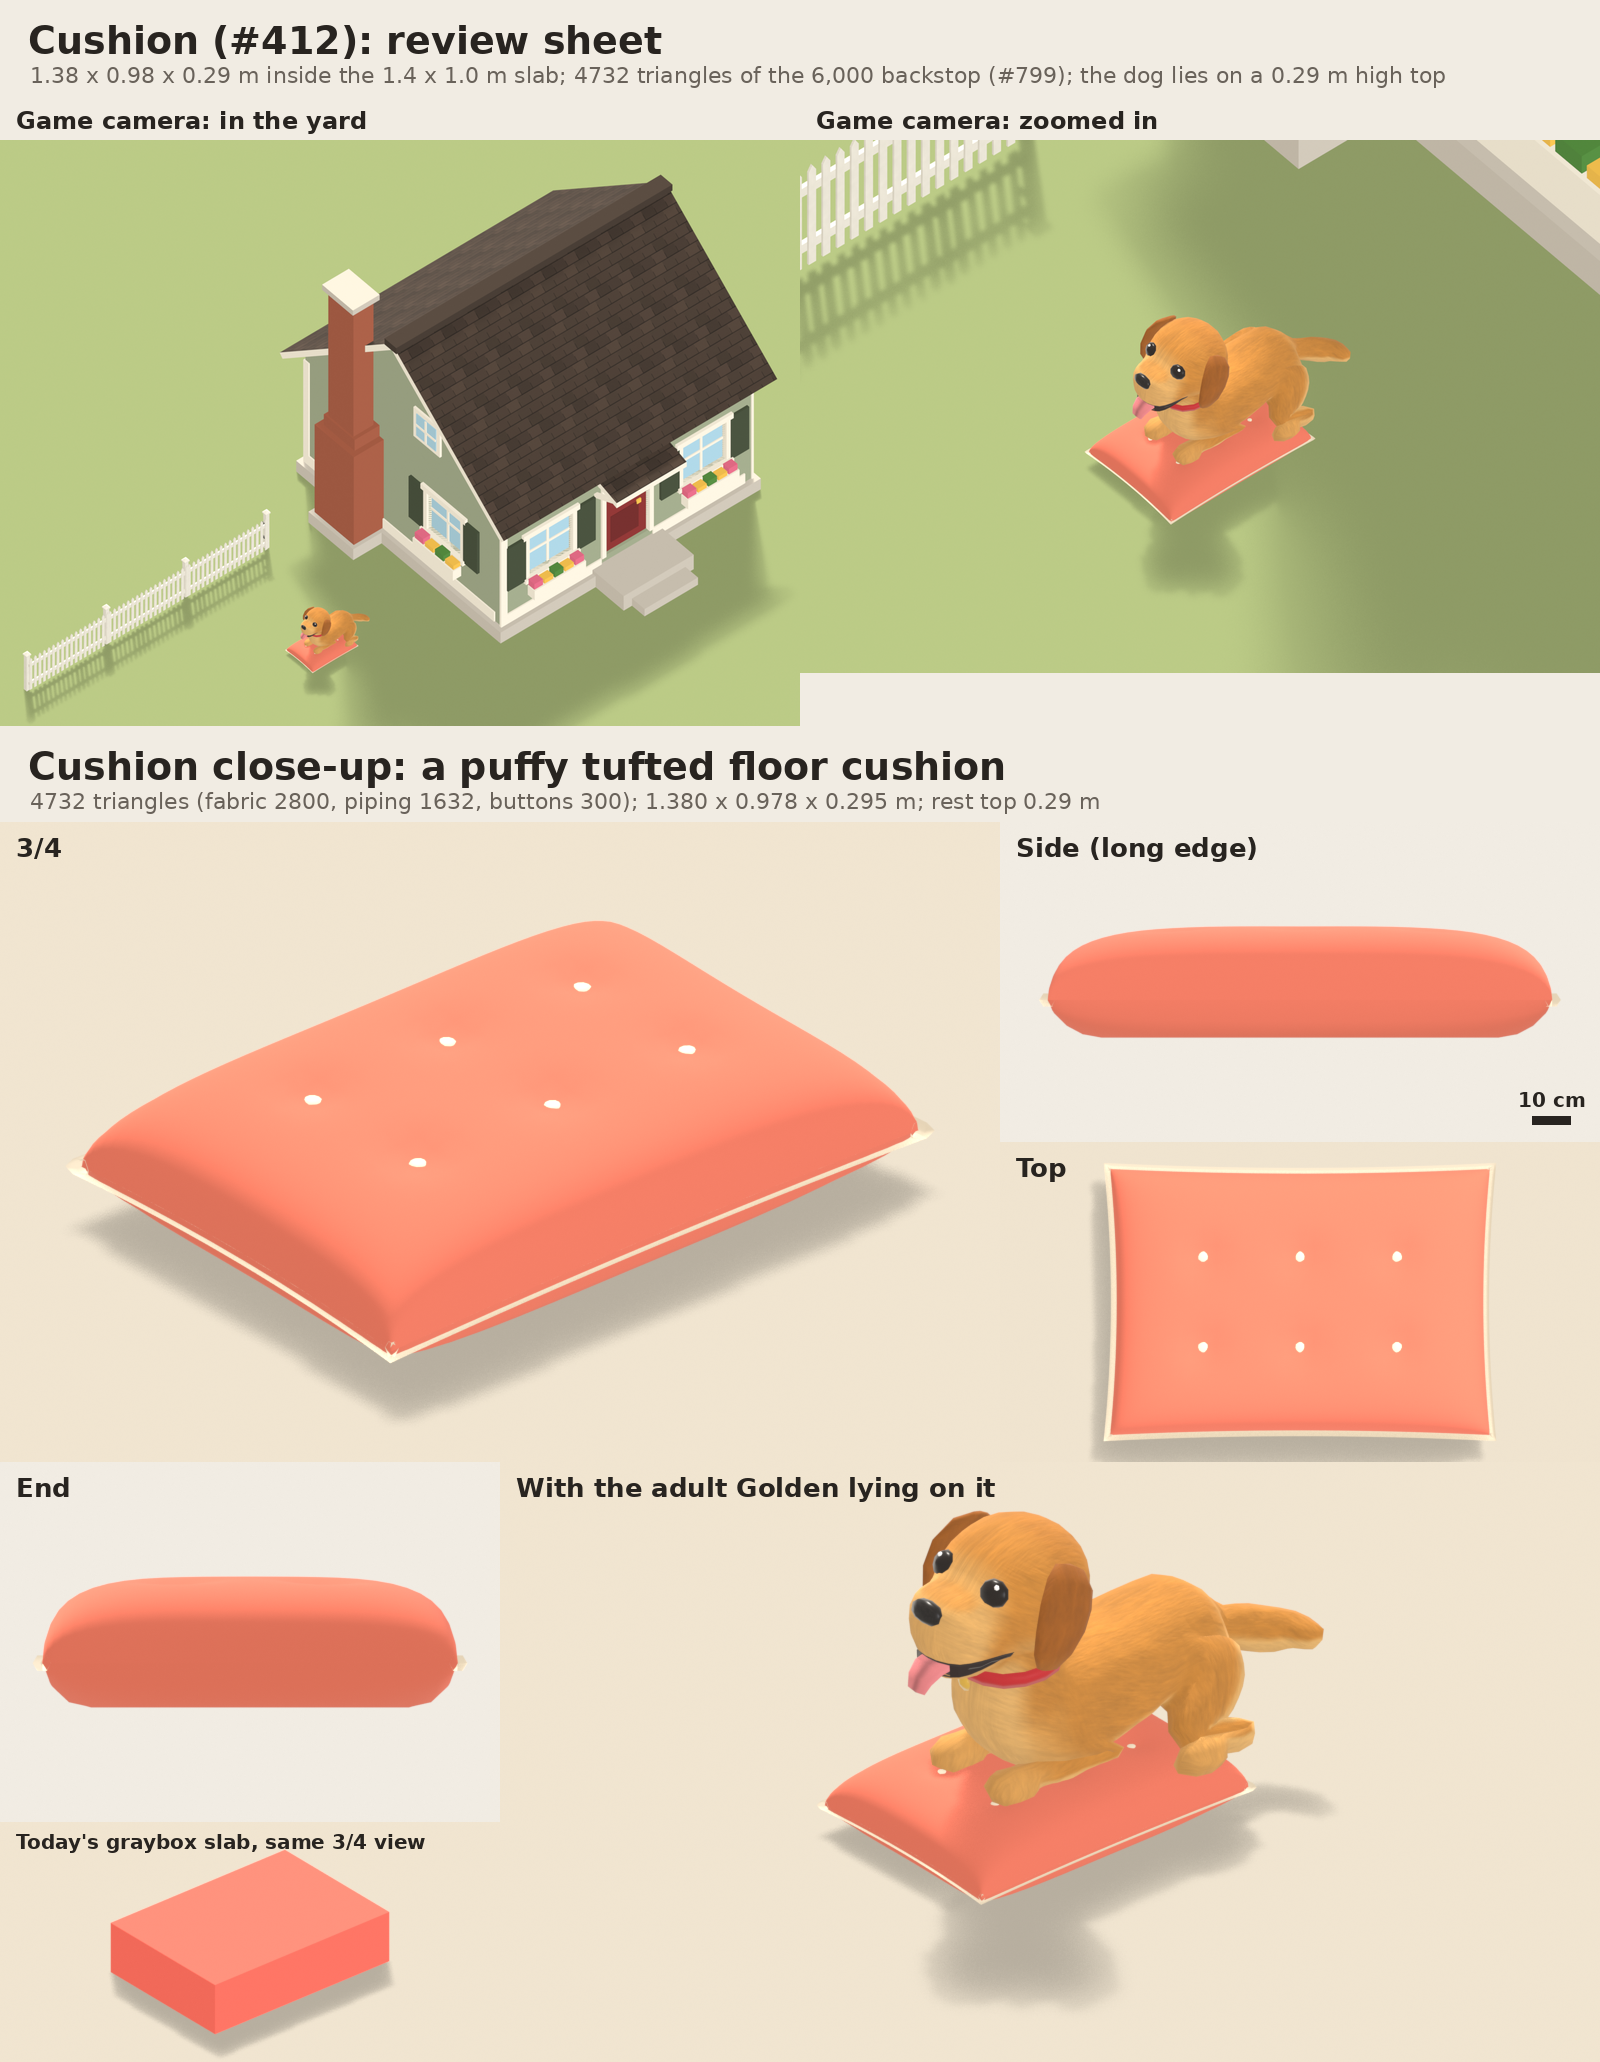 Cushion (#412): review sheet
1.38 x 0.98 x 0.29 m inside the 1.4 x 1.0 m slab; 4732 triangles of the 6,000 backstop (#799); the dog lies on a 0.29 m high top
Game camera: in the yard
Game camera: zoomed in
Cushion close-up: a puffy tufted floor cushion
4732 triangles (fabric 2800, piping 1632, buttons 300); 1.380 x 0.978 x 0.295 m; rest top 0.29 m
3/4
Side (long edge)
10 cm
Top
End
With the adult Golden lying on it
Today's graybox slab, same 3/4 view